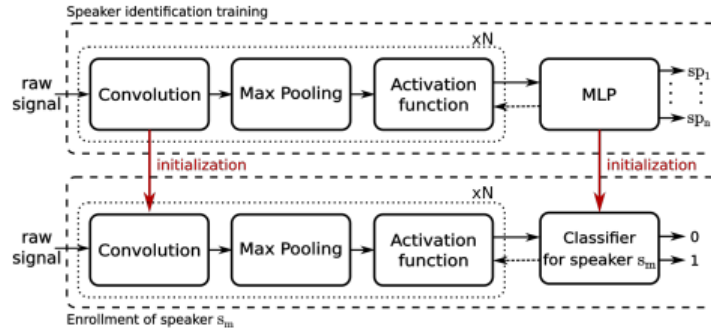 Speaker identification training
xN
raw
signal
Convolution
Max Pooling
Activation
function
MLP
sp1
spn
initialization
initialization
xN
raw
signal
Convolution
Max Pooling
Activation
function
Classifier
for speaker sm
0
1
Enrollment of speaker sm